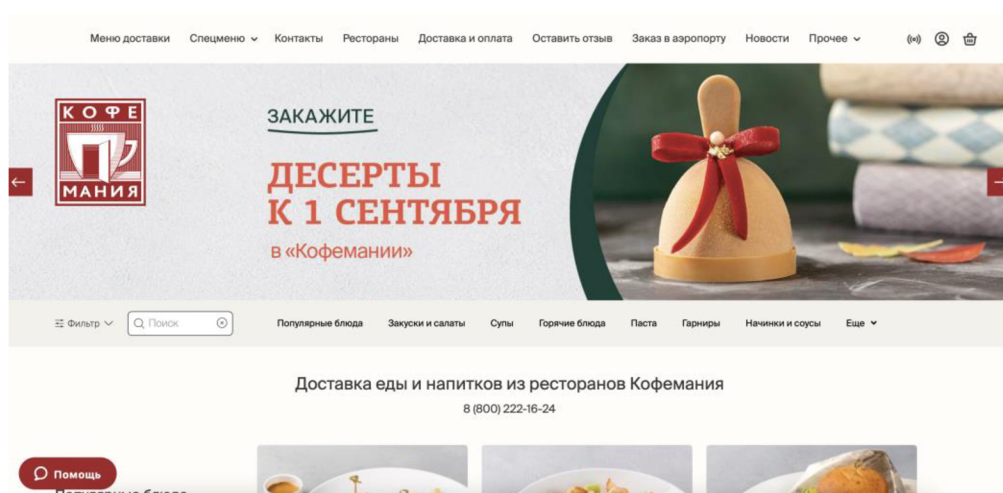 Меню доставки Спецменю Контакты Рестораны Доставка и оплата Оставить отзыв Заказ в аэропорту Новости Прочее
КОФЕ
МАНИЯ
ЗАКАЖИТЕ
ДЕСЕРТЫ
К 1 СЕНТЯБРЯ
в «Кофемании»
Фильтр Поиск Популярные блюда Закуски и салаты Супы Горячие блюда Паста Гарниры Начинки и соусы Еще
Доставка еды и напитков из ресторанов Кофемания
8 (800) 222-16-24
Помощь
Популярные блюда